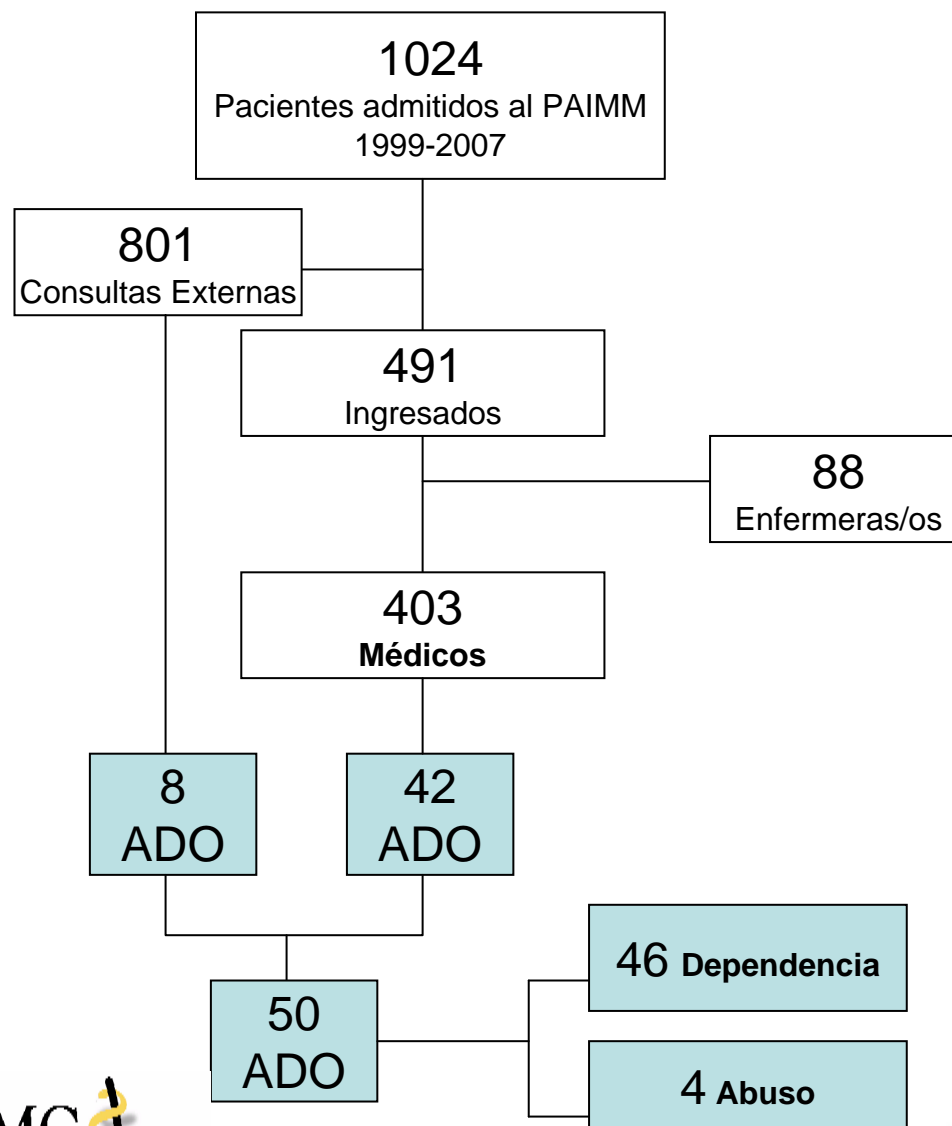 1024
Pacientes admitidos al PAIMM
1999-2007
801
Consultas Externas
491
Ingresados
88
Enfermeras/os
403
Médicos
8
ADO
42
ADO
50
ADO
46 Dependencia
4 Abuso
MC